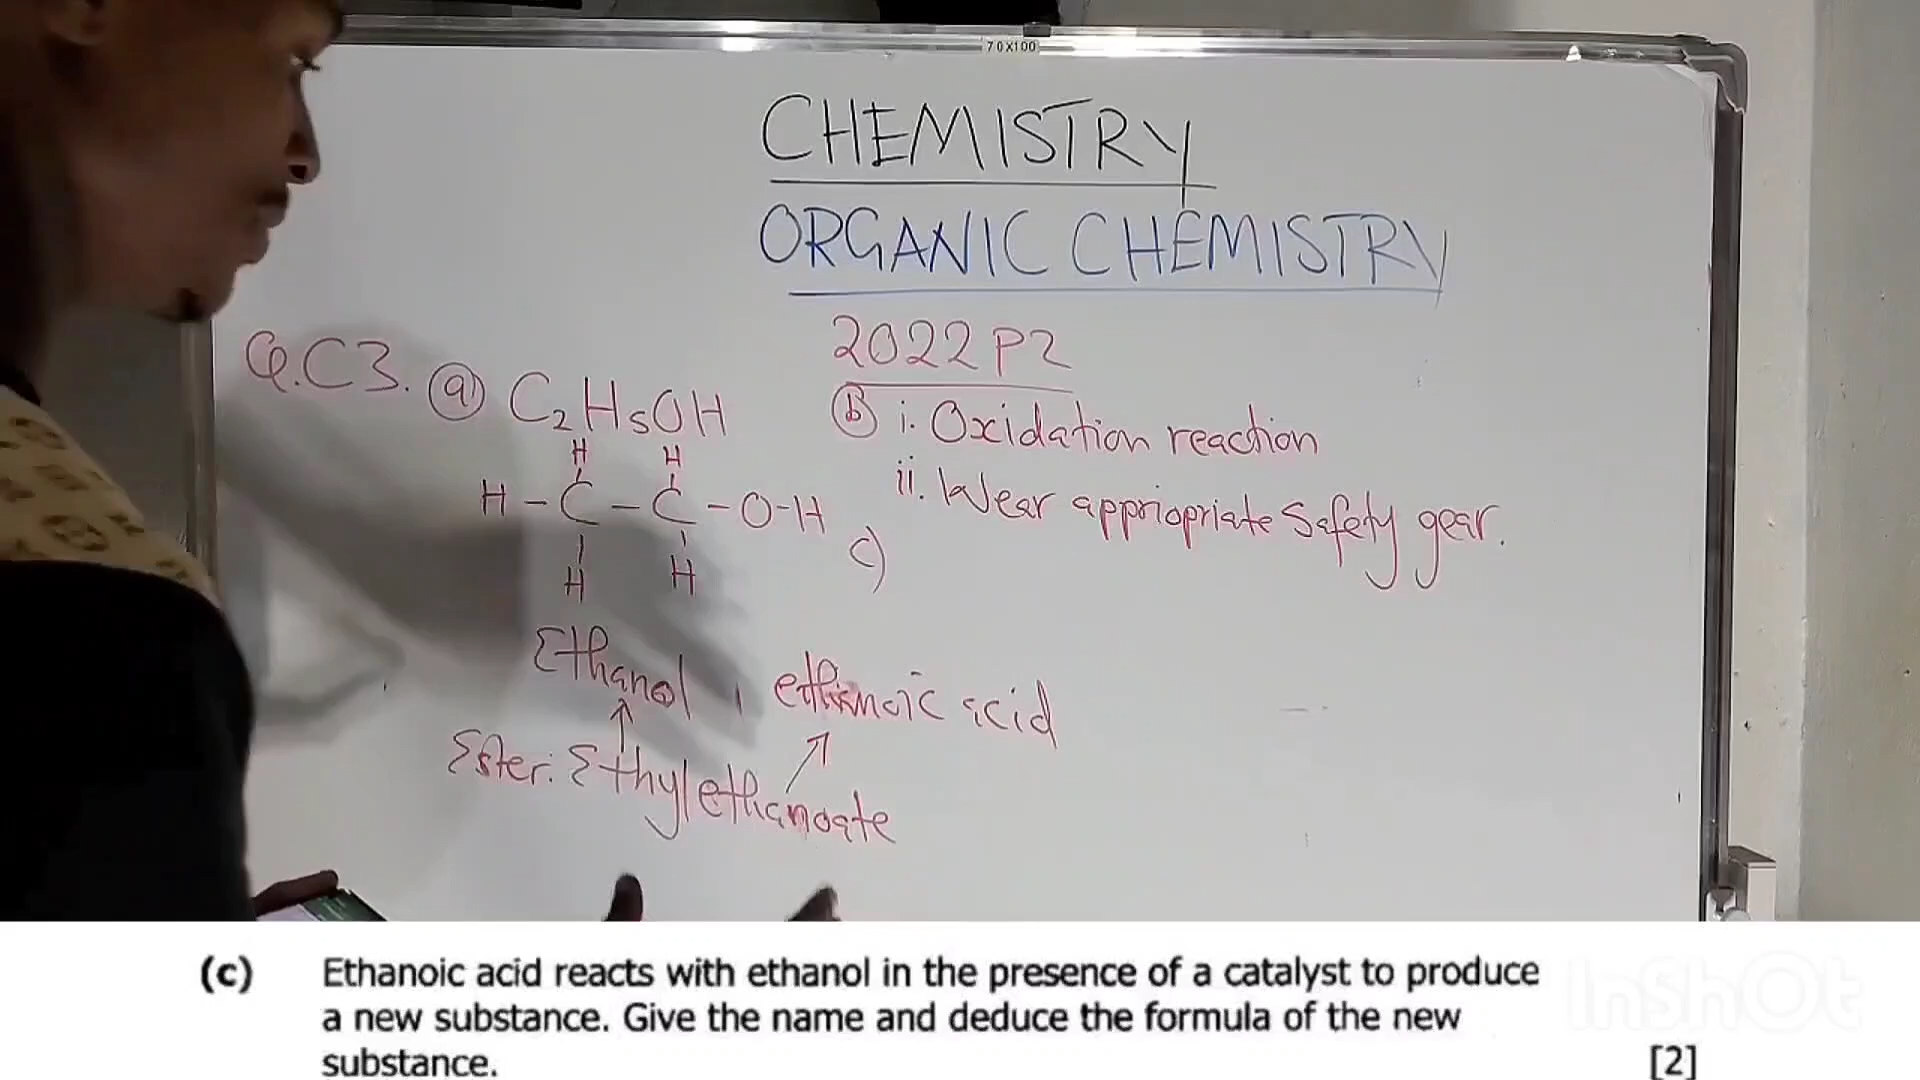 70X100
CHEMISTRY
ORGANIC CHEMISTRY
2022 P2
Q.C3. (a) C2H5OH
H H
H - C - C - O - H
H H
(b) i. Oxidation reaction
ii. Wear appriopriate safety gear.
c)
Ethanol , ethanoic acid
Ester: Ethylethanoate
(c) Ethanoic acid reacts with ethanol in the presence of a catalyst to produce
a new substance. Give the name and deduce the formula of the new
substance. [2]
InShOt